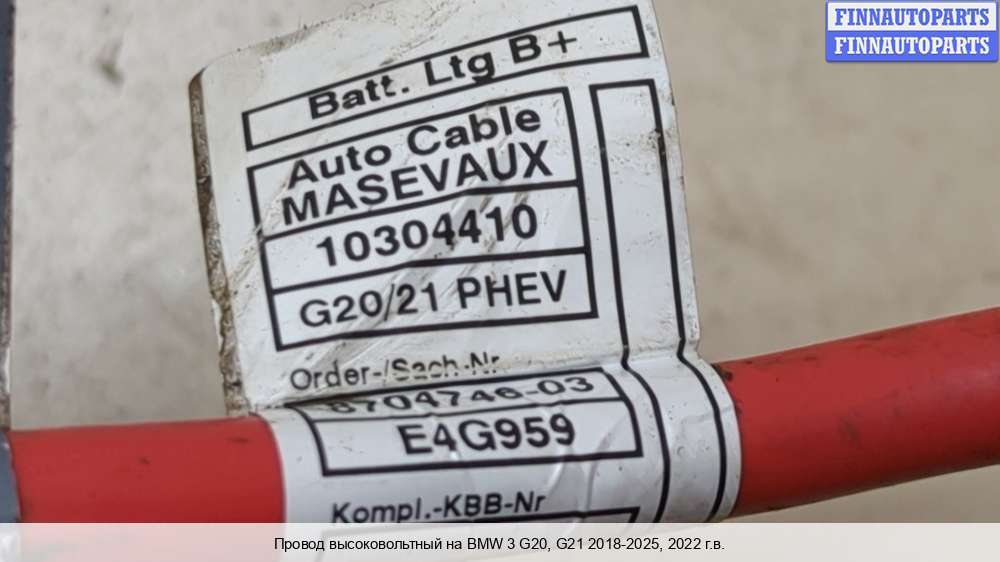 FINNAUTOPARTS
FINNAUTOPARTS
Batt. Ltg B+
Auto Cable
MASEVAUX
10304410
G20/21 PHEV
Order-/Sach-Nr
8704746-03
E4G959
Kompl.-KBB-Nr
Провод высоковольтный на BMW 3 G20, G21 2018-2025, 2022 г.в.